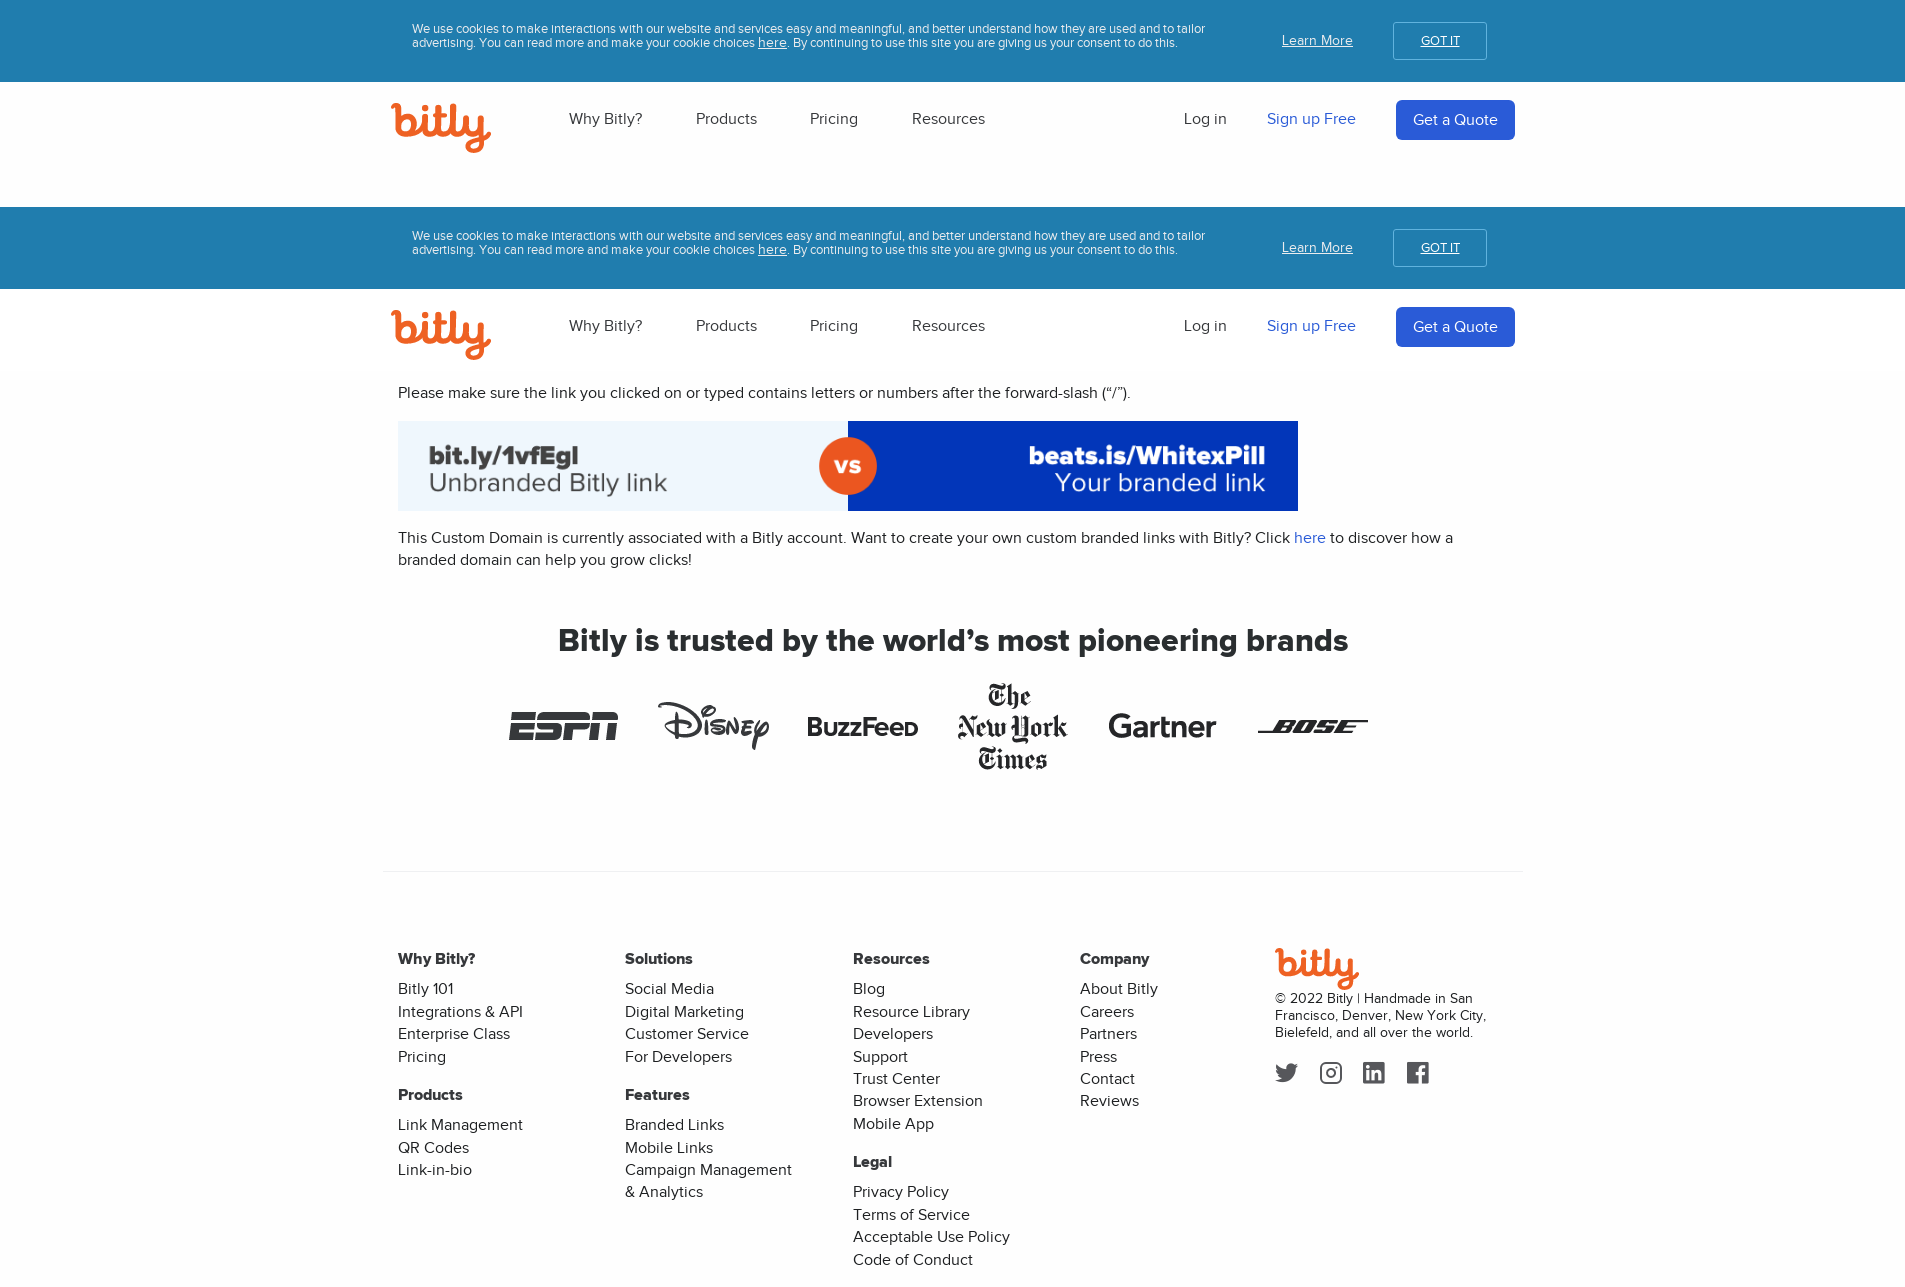 We use cookies to make interactions with our website and services easy and meaningful, and better understand how they are used and to tailor
advertising. You can read more and make your cookie choices here. By continuing to use this site you are giving us your consent to do this.
Learn More
GOT IT
bitly
Why Bitly?
Products
Pricing
Resources
Log in
Sign up Free
Get a Quote
We use cookies to make interactions with our website and services easy and meaningful, and better understand how they are used and to tailor
advertising. You can read more and make your cookie choices here. By continuing to use this site you are giving us your consent to do this.
Learn More
GOT IT
bitly
Why Bitly?
Products
Pricing
Resources
Log in
Sign up Free
Get a Quote
Please make sure the link you clicked on or typed contains letters or numbers after the forward-slash (“/”).
bit.ly/1vfEgl
Unbranded Bitly link
VS
beats.is/WhitexPill
Your branded link
This Custom Domain is currently associated with a Bitly account. Want to create your own custom branded links with Bitly? Click here to discover how a
branded domain can help you grow clicks!
Bitly is trusted by the world’s most pioneering brands
ESPN
Disney
BuzzFeed
The
New York
Times
Gartner
BOSE
Why Bitly?
Bitly 101
Integrations & API
Enterprise Class
Pricing
Products
Link Management
QR Codes
Link-in-bio
Solutions
Social Media
Digital Marketing
Customer Service
For Developers
Features
Branded Links
Mobile Links
Campaign Management
& Analytics
Resources
Blog
Resource Library
Developers
Support
Trust Center
Browser Extension
Mobile App
Legal
Privacy Policy
Terms of Service
Acceptable Use Policy
Code of Conduct
Company
About Bitly
Careers
Partners
Press
Contact
Reviews
bitly
© 2022 Bitly | Handmade in San
Francisco, Denver, New York City,
Bielefeld, and all over the world.